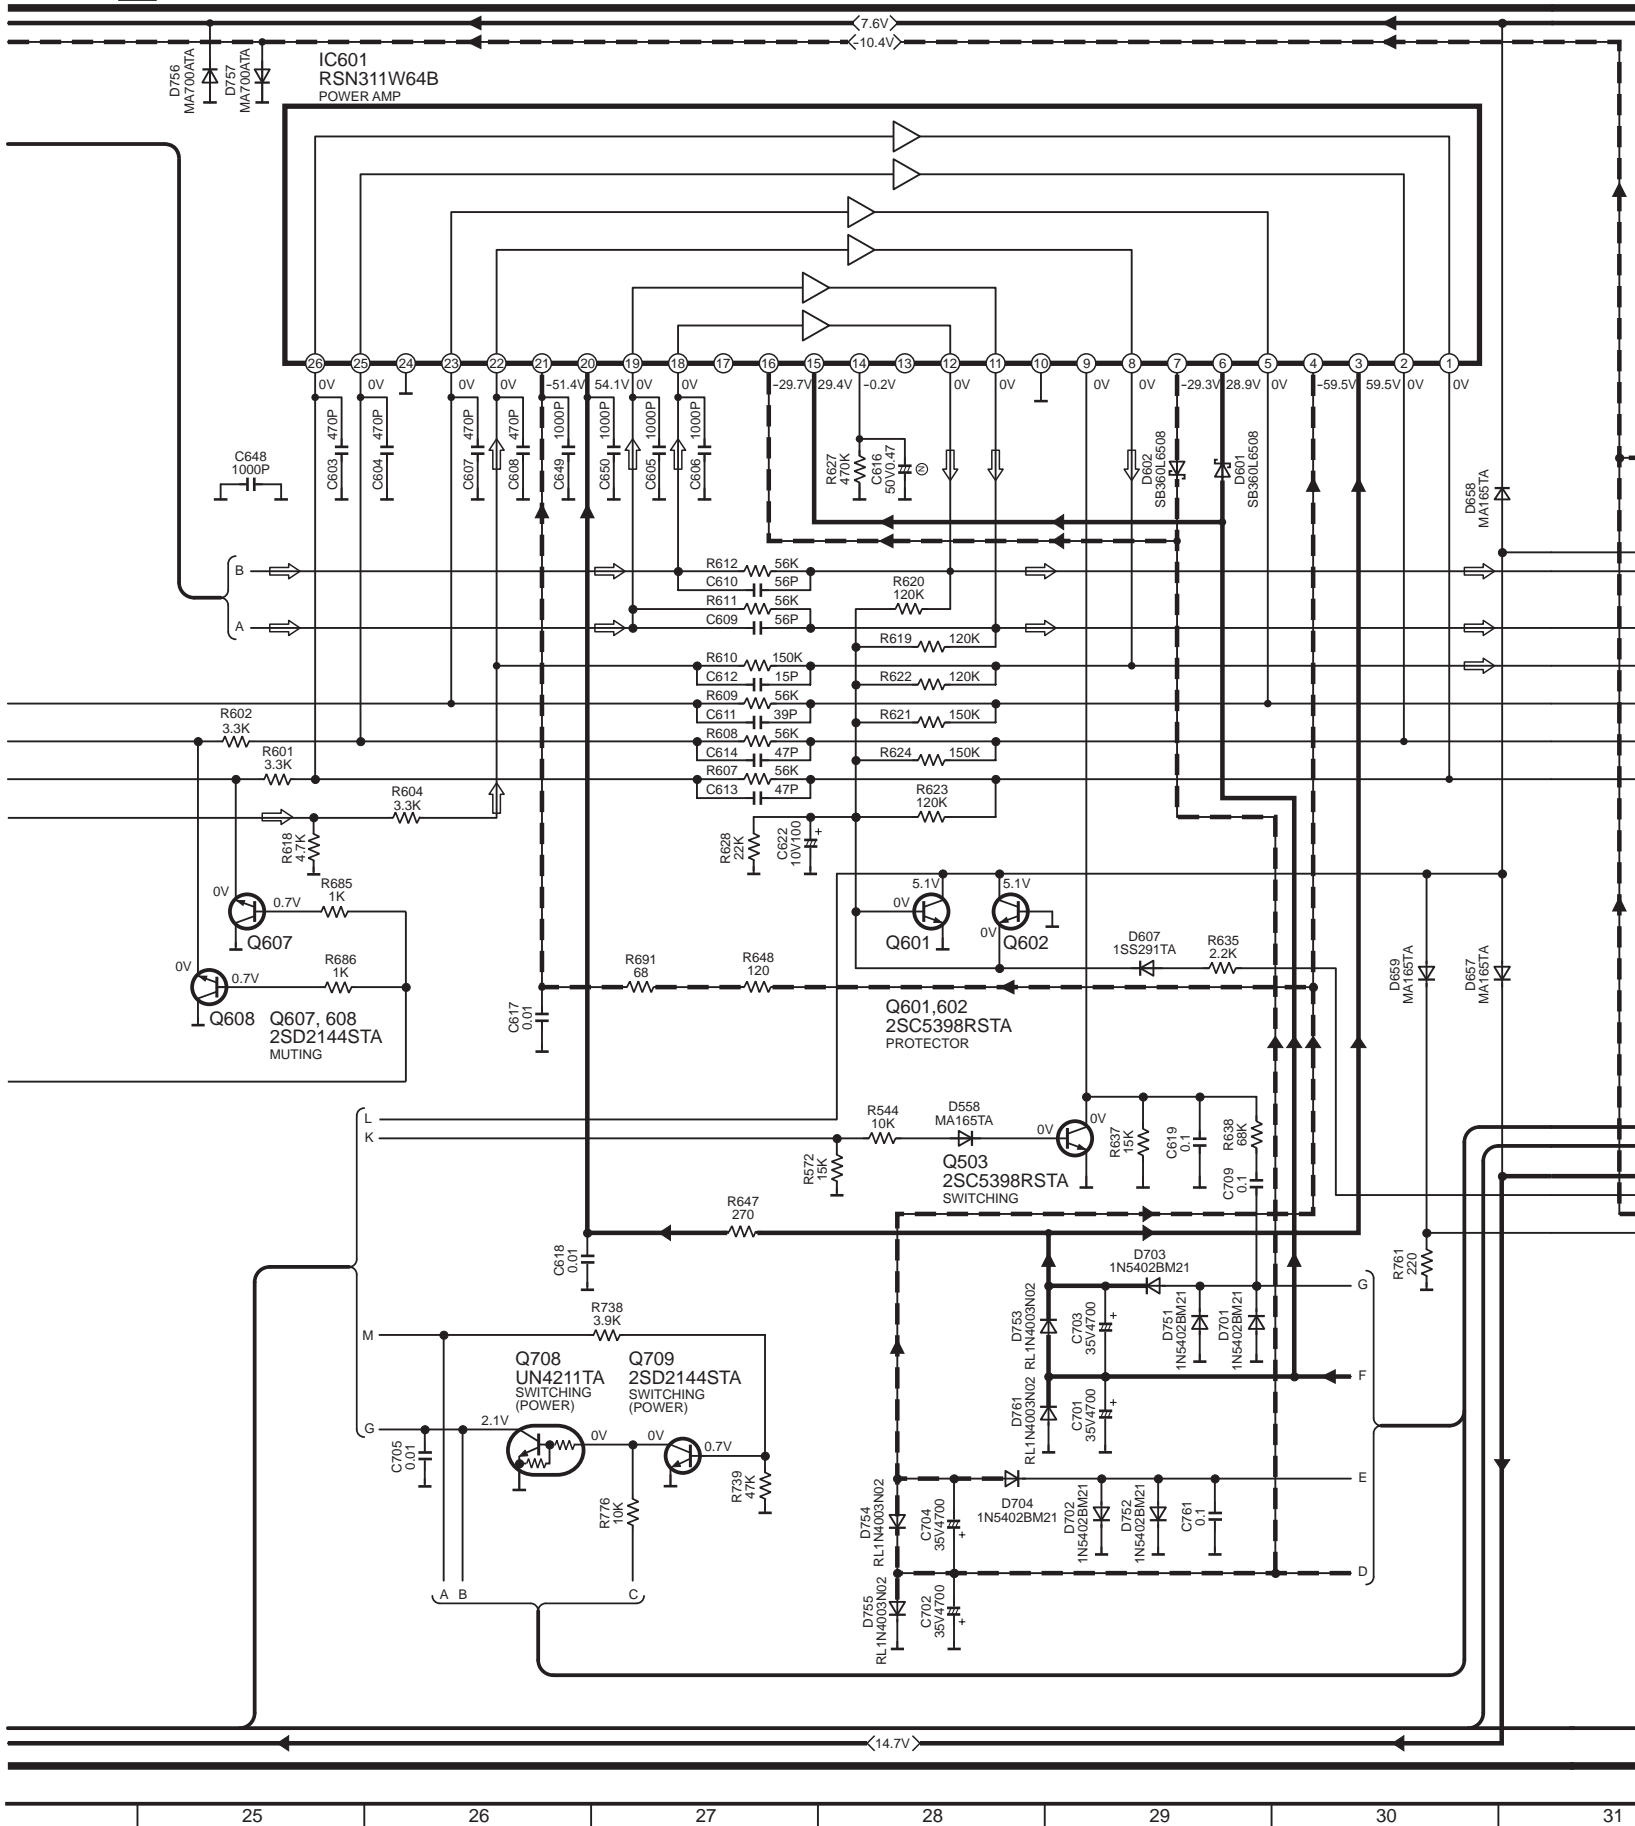 7.6V
-10.4V
D756
MA700ATA
D757
MA700ATA
IC601
RSN311W64B
POWER AMP
26 25 24 23 22 21 20 19 18 17 16 15 14 13 12 11 10 9 8 7 6 5 4 3 2 1
0V 0V 0V 0V -51.4V 54.1V 0V 0V -29.7V 29.4V -0.2V 0V 0V 0V 0V -29.3V 28.9V 0V -59.5V 59.5V 0V 0V
C648
1000P
C603 470P
C604 470P
C607 470P
C608 470P
C649 1000P
C650 1000P
C605 1000P
C606 1000P
R627
470K
C616
50V0.47
N
D602
SB360L6508
D601
SB360L6508
D658
MA165TA
B
A
R612 56K
C610 56P
R611 56K
C609 56P
R610 150K
C612 15P
R609 56K
C611 39P
R608 56K
C614 47P
R607 56K
C613 47P
R620
120K
R619 120K
R622 120K
R621 150K
R624 150K
R623
120K
R602
3.3K
R601
3.3K
R604
3.3K
R618
4.7K
R628
22K
C622
10V100
+
0V
0.7V
R685
1K
Q607
0V
0.7V
R686
1K
Q608
Q607, 608
2SD2144STA
MUTING
5.1V
5.1V
0V
0V
Q601
Q602
D607
1SS291TA
R635
2.2K
D659
MA165TA
D657
MA165TA
C617
0.01
R691
68
R648
120
Q601,602
2SC5398RSTA
PROTECTOR
L
K
R544
10K
D558
MA165TA
0V
0V
R572
15K
Q503
2SC5398RSTA
SWITCHING
R637
15K
C619
0.1
R638
68K
C709
0.1
R647
270
C618
0.01
D703
1N5402BM21
R761
220
G
D753
RL1N4003N02
C703
35V4700
+
D751
1N5402BM21
D701
1N5402BM21
M
R738
3.9K
Q708
UN4211TA
SWITCHING
(POWER)
Q709
2SD2144STA
SWITCHING
(POWER)
F
D761
RL1N4003N02
C701
35V4700
+
G
2.1V
0V
0V
0.7V
C705
0.01
R776
10K
R739
47K
E
D754
RL1N4003N02
C704
35V4700
+
D704
1N5402BM21
D702
1N5402BM21
D752
1N5402BM21
C761
0.1
D
A B C
D755
RL1N4003N02
C702
35V4700
+
14.7V
25 26 27 28 29 30 31